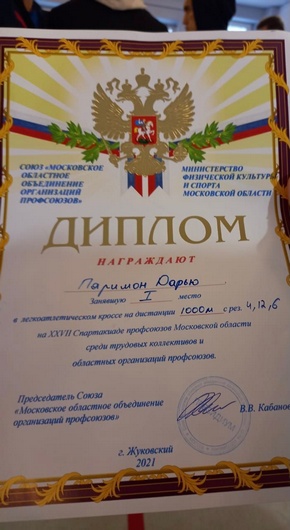 СОЮЗ «МОСКОВСКОЕ
ОБЛАСТНОЕ
ОБЪЕДИНЕНИЕ
ОРГАНИЗАЦИЙ
ПРОФСОЮЗОВ»
МИНИСТЕРСТВО
ФИЗИЧЕСКОЙ КУЛЬТУРЫ
И СПОРТА
МОСКОВСКОЙ ОБЛАСТИ
ДИПЛОМ
НАГРАЖДАЮТ
Паримон Дарью
Занявшую I место
в легкоатлетическом кроссе на дистанции 1000м с рез. 4,12,6
на XXVII Спартакиаде профсоюзов Московской области
среди трудовых коллективов и
областных организаций профсоюзов.
Председатель Союза
«Московское областное объединение
организаций профсоюзов»
В.В. Кабанов
г. Жуковский
2021